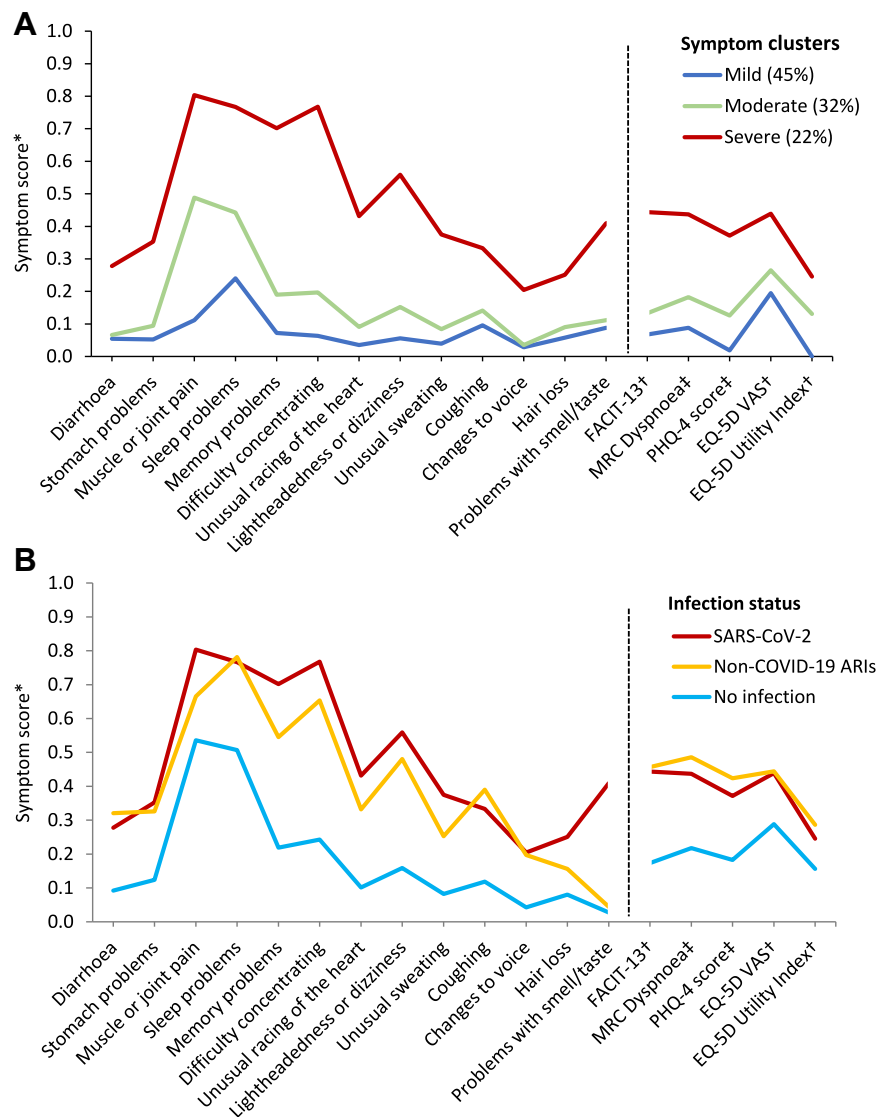 A
1.0
0.9
0.8
0.7
0.6
0.5
0.4
0.3
0.2
0.1
0.0
Symptom score*
Symptom clusters
Mild (45%)
Moderate (32%)
Severe (22%)
Diarrhoea
Stomach problems
Muscle or joint pain
Sleep problems
Memory problems
Difficulty concentrating
Unusual racing of the heart
Lightheadedness or dizziness
Unusual sweating
Coughing
Changes to voice
Hair loss
Problems with smell/taste
FACIT-13†
MRC Dyspnoea‡
PHQ-4 score‡
EQ-5D VAS†
EQ-5D Utility Index†
B
1.0
0.9
0.8
0.7
0.6
0.5
0.4
0.3
0.2
0.1
0.0
Symptom score*
Infection status
SARS-CoV-2
Non-COVID-19 ARIs
No infection
Diarrhoea
Stomach problems
Muscle or joint pain
Sleep problems
Memory problems
Difficulty concentrating
Unusual racing of the heart
Lightheadedness or dizziness
Unusual sweating
Coughing
Changes to voice
Hair loss
Problems with smell/taste
FACIT-13†
MRC Dyspnoea‡
PHQ-4 score‡
EQ-5D VAS†
EQ-5D Utility Index†